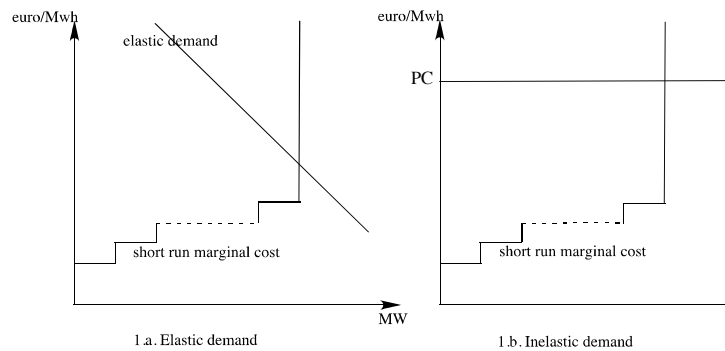 euro/Mwh
elastic demand
short run marginal cost
MW
1.a. Elastic demand
euro/Mwh
PC
short run marginal cost
1.b. Inelastic demand